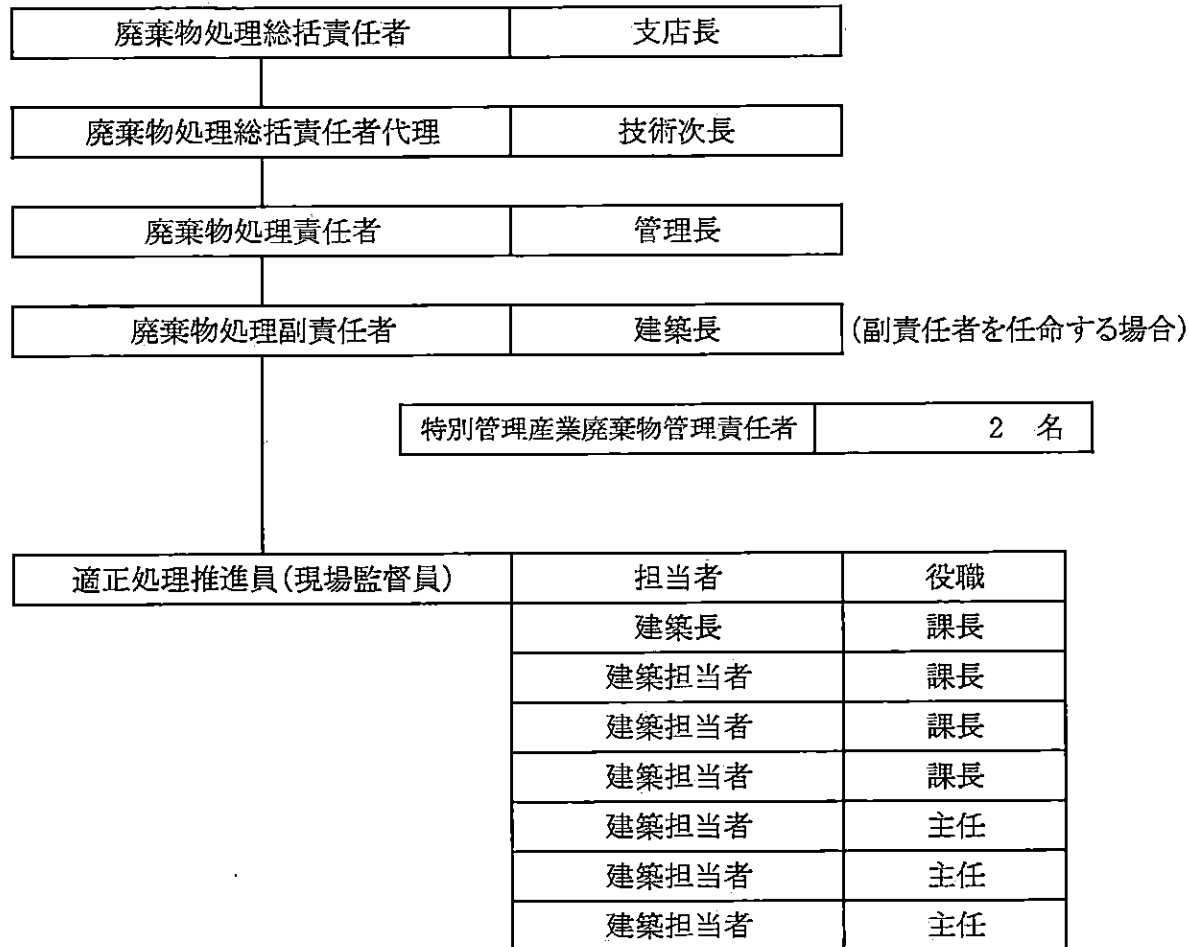 廃棄物処理総括責任者 支店長
廃棄物処理総括責任者代理 技術次長
廃棄物処理責任者 管理長
廃棄物処理副責任者 建築長 (副責任者を任命する場合)
特別管理産業廃棄物管理責任者 2 名
適正処理推進員(現場監督員) 担当者 役職
建築長 課長
建築担当者 課長
建築担当者 課長
建築担当者 課長
建築担当者 主任
建築担当者 主任
建築担当者 主任